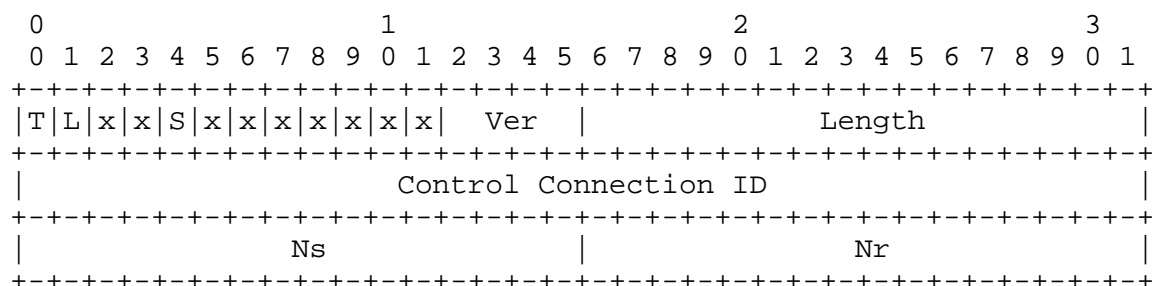 0                   1                   2                   3
 0 1 2 3 4 5 6 7 8 9 0 1 2 3 4 5 6 7 8 9 0 1 2 3 4 5 6 7 8 9 0 1
+-+-+-+-+-+-+-+-+-+-+-+-+-+-+-+-+-+-+-+-+-+-+-+-+-+-+-+-+-+-+-+-+
|T|L|x|x|S|x|x|x|x|x|x|x|  Ver  |             Length            |
+-+-+-+-+-+-+-+-+-+-+-+-+-+-+-+-+-+-+-+-+-+-+-+-+-+-+-+-+-+-+-+-+
|                     Control Connection ID                     |
+-+-+-+-+-+-+-+-+-+-+-+-+-+-+-+-+-+-+-+-+-+-+-+-+-+-+-+-+-+-+-+-+
|               Ns              |               Nr              |
+-+-+-+-+-+-+-+-+-+-+-+-+-+-+-+-+-+-+-+-+-+-+-+-+-+-+-+-+-+-+-+-+